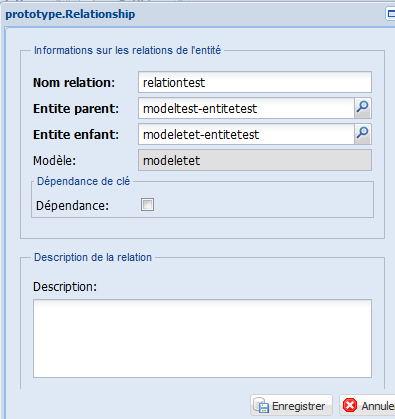 prototype.Relationship
Informations sur les relations de l'entité
Nom relation: relationtest
Entite parent: modeltest-entitetest
Entite enfant: modeletet-entitetest
Modèle: modeletet
Dépendance de clé
Dépendance:
Description de la relation
Description:
Enregistrer Annule